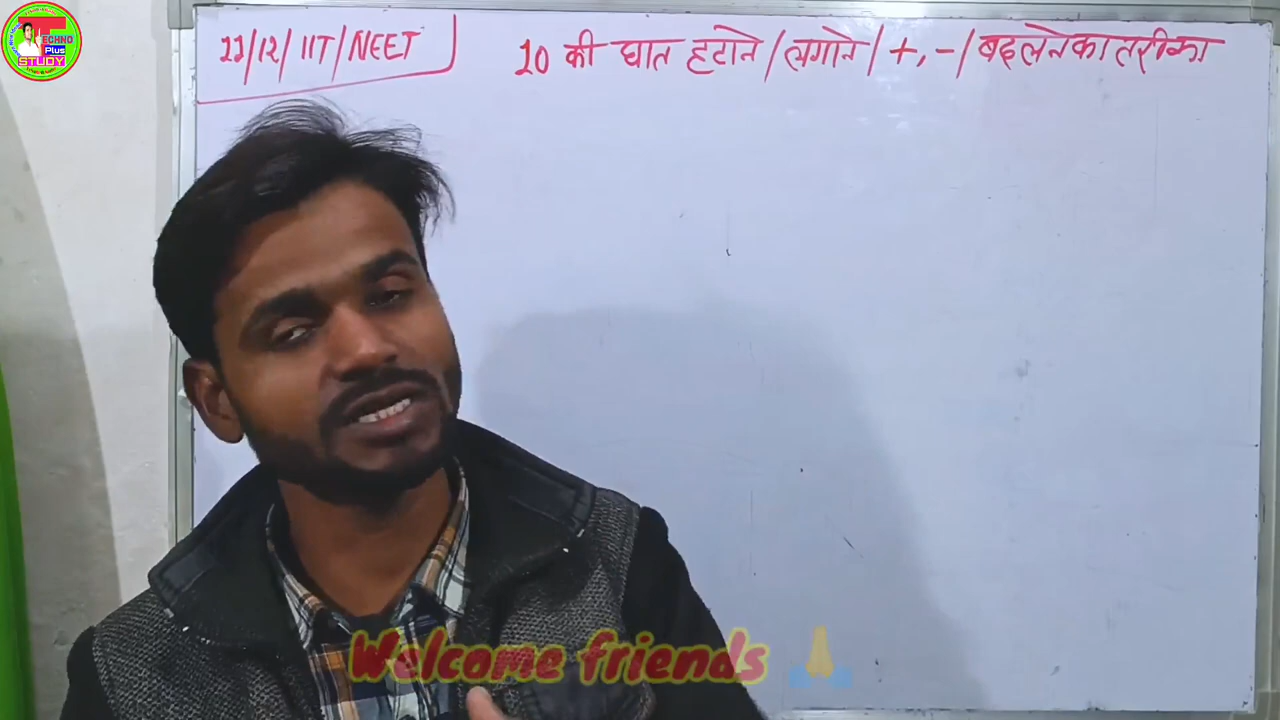 TECHNO
Plus
STUDY
11/12/ IIT/NEET
10 की घात हटाने/लगाने/+,-/बदलने का तरीका
Welcome friends 🙏